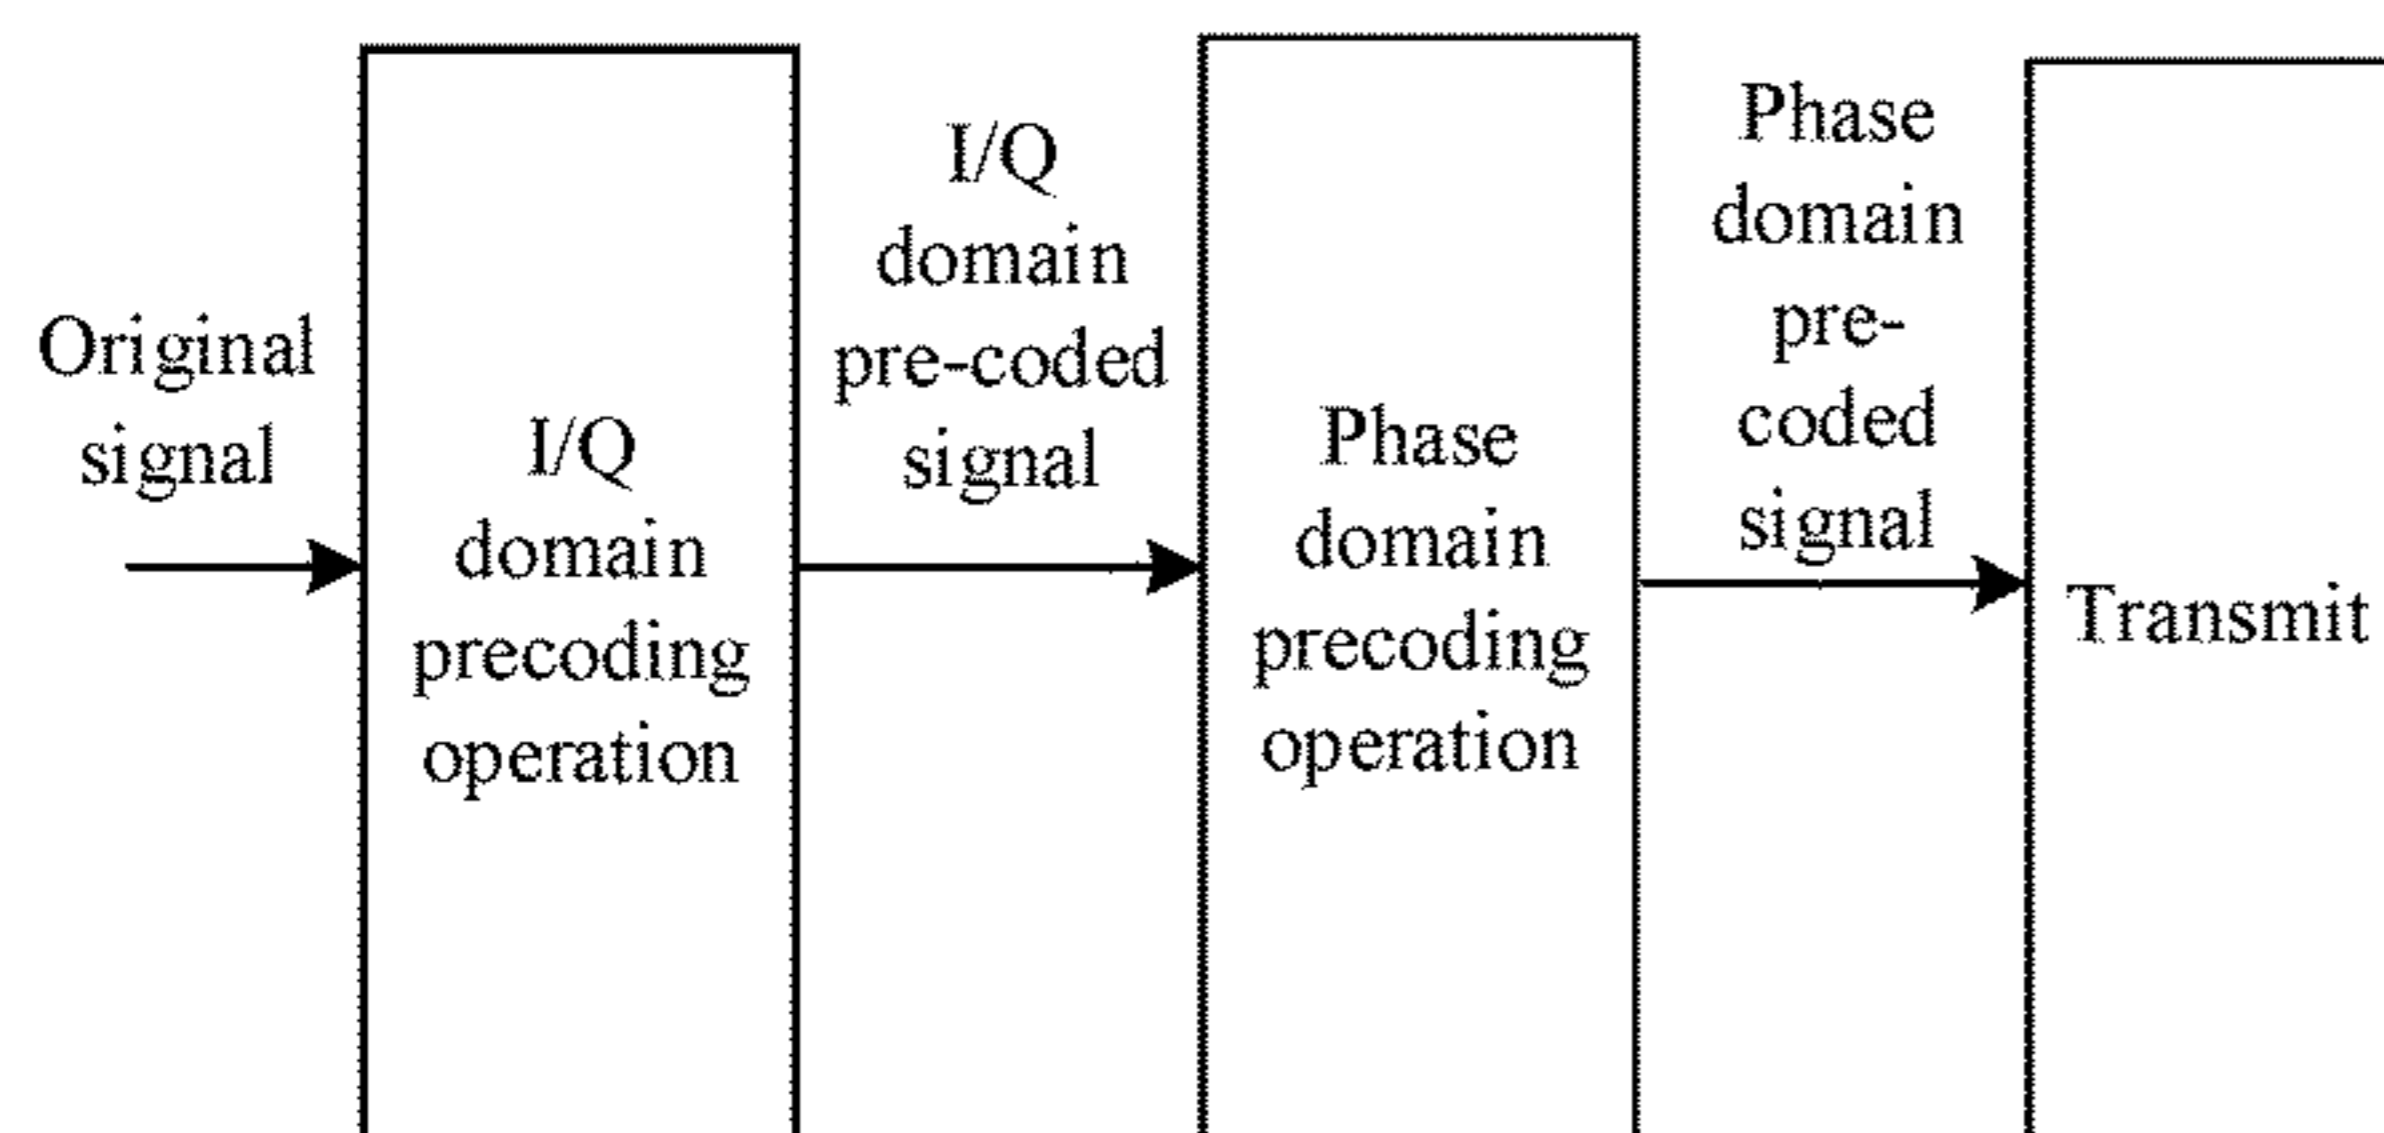 Original
signal
I/Q
domain
precoding
operation
I/Q
domain
pre-coded
signal
Phase
domain
precoding
operation
Phase
domain
pre-
coded
signal
Transmit